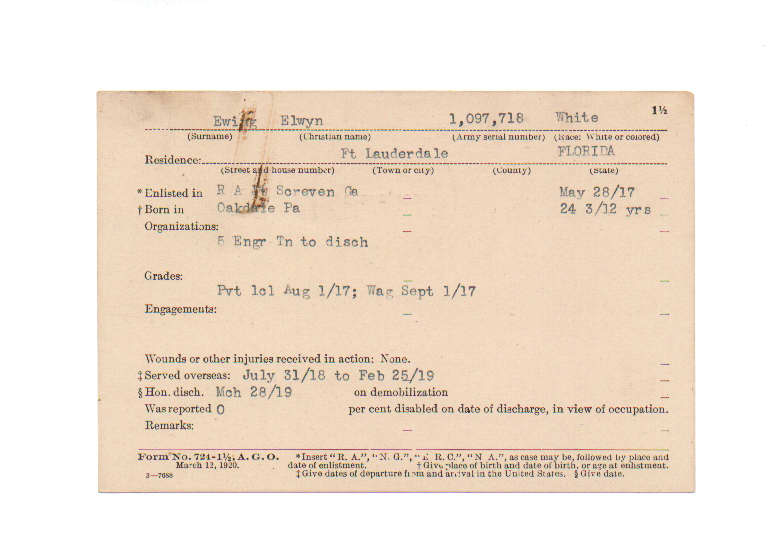 1½
Elwyn 1,097,718 White
(Surname) (Christian name) (Army serial number) (Race: White or colored)
Residence: Ft Lauderdale FLORIDA
(Street and house number) (Town or city) (County) (State)
* Enlisted in R A Ft Screven Ga May 28/17
† Born in Oakdale Pa 24 3/12 yrs
Organizations:
5 Engr Tn to disch
Grades:
Pvt 1cl Aug 1/17; Wag Sept 1/17
Engagements:
Wounds or other injuries received in action: None.
‡ Served overseas: July 31/18 to Feb 25/19
§ Hon. disch. Mch 28/19 on demobilization
Was reported 0 per cent disabled on date of discharge, in view of occupation.
Remarks:
Form No. 724-1½, A. G. O. *Insert "R. A.", "N. G.", "E. R. C.", "N. A.", as case may be, followed by place and
March 12, 1920. date of enlistment. † Give place of birth and date of birth, or age at enlistment.
3—7688 ‡ Give dates of departure from and arrival in the United States. § Give date.